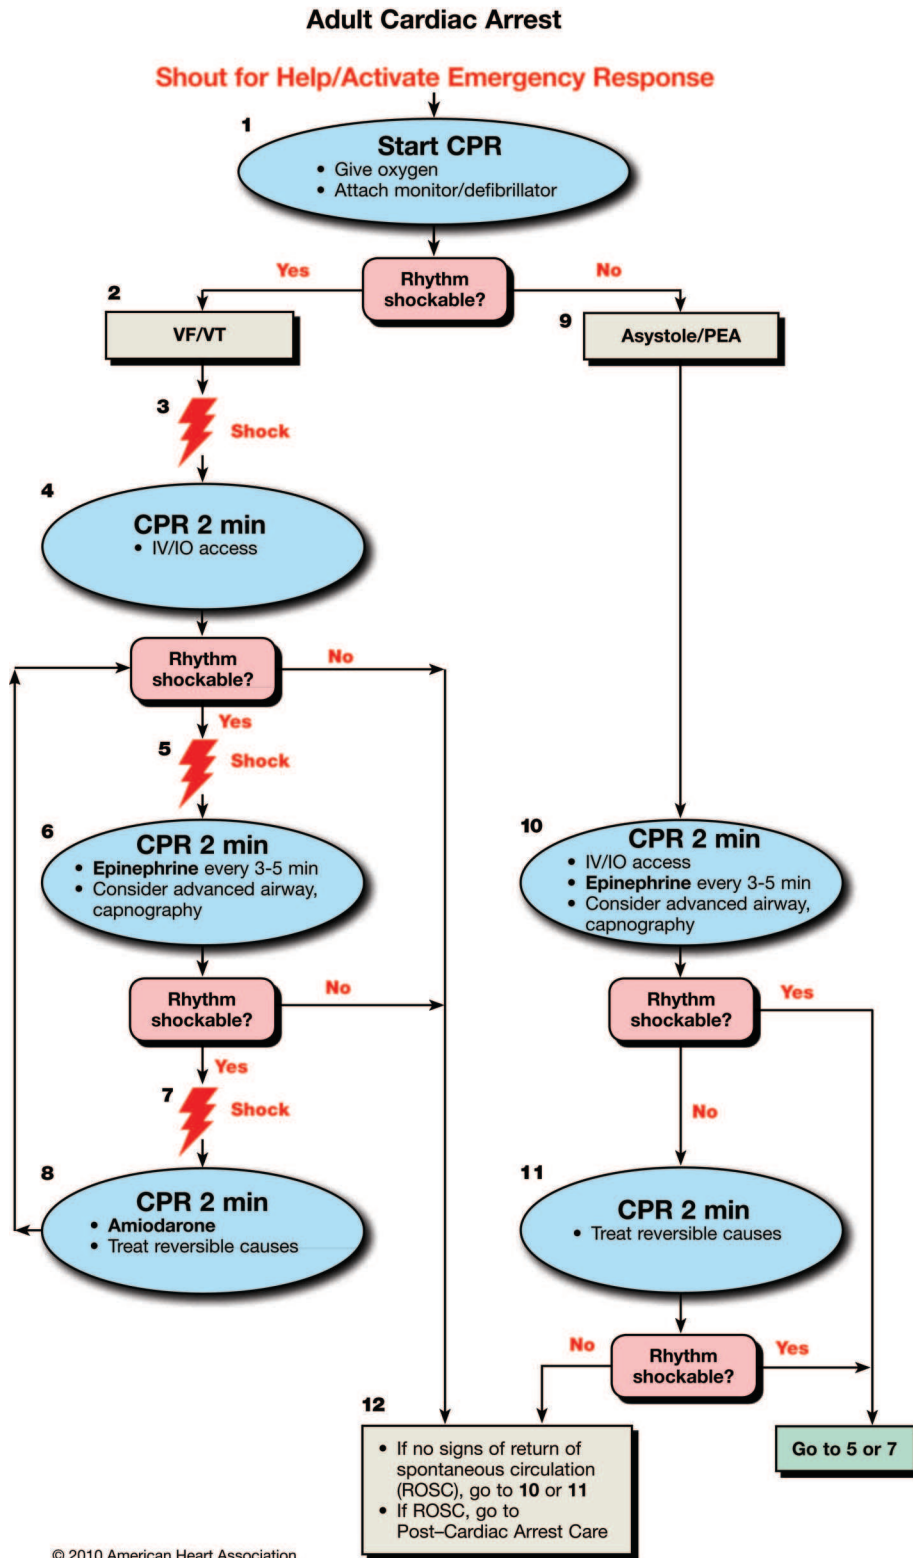 Adult Cardiac Arrest
Shout for Help/Activate Emergency Response
1
Start CPR
• Give oxygen
• Attach monitor/defibrillator
Rhythm
shockable?
Yes
No
2
VF/VT
9
Asystole/PEA
3
Shock
4
CPR 2 min
• IV/IO access
Rhythm
shockable?
No
Yes
5
Shock
6
CPR 2 min
• Epinephrine every 3-5 min
• Consider advanced airway,
capnography
Rhythm
shockable?
No
Yes
7
Shock
8
CPR 2 min
• Amiodarone
• Treat reversible causes
10
CPR 2 min
• IV/IO access
• Epinephrine every 3-5 min
• Consider advanced airway,
capnography
Rhythm
shockable?
Yes
No
11
CPR 2 min
• Treat reversible causes
Rhythm
shockable?
No
Yes
12
• If no signs of return of
spontaneous circulation
(ROSC), go to 10 or 11
• If ROSC, go to
Post–Cardiac Arrest Care
Go to 5 or 7
© 2010 American Heart Association